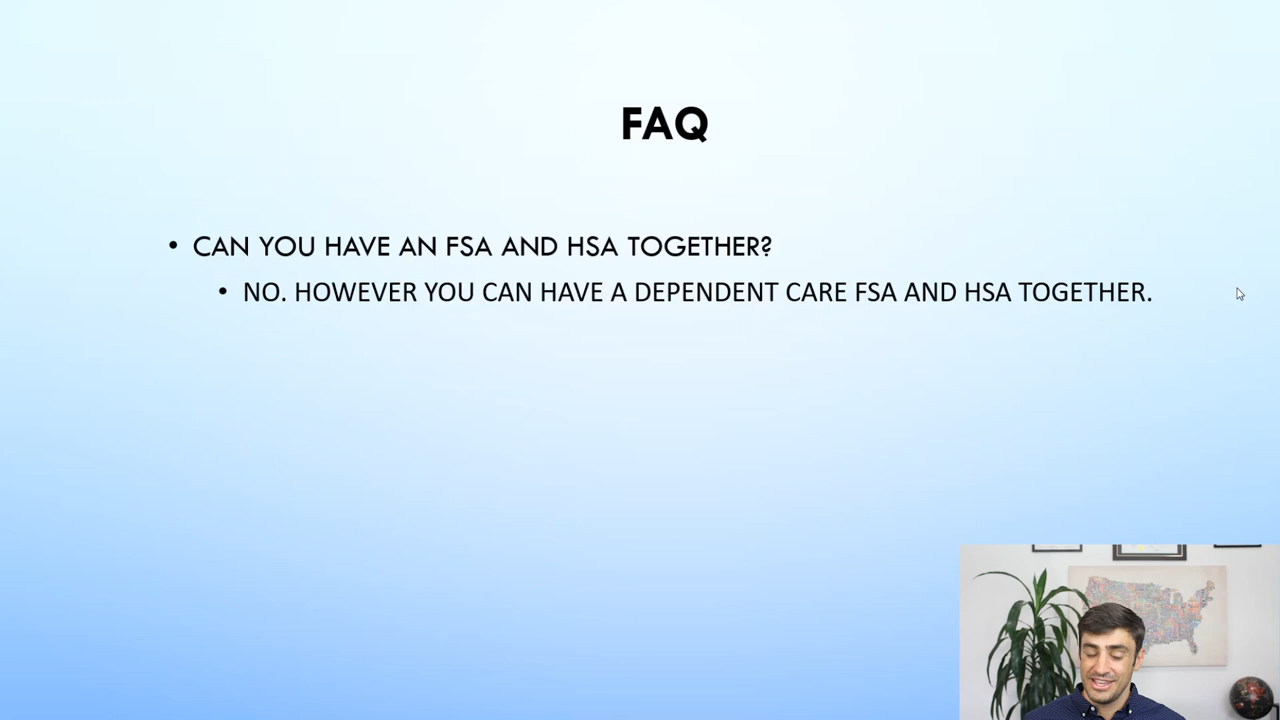 FAQ
• CAN YOU HAVE AN FSA AND HSA TOGETHER?
• NO. HOWEVER YOU CAN HAVE A DEPENDENT CARE FSA AND HSA TOGETHER.